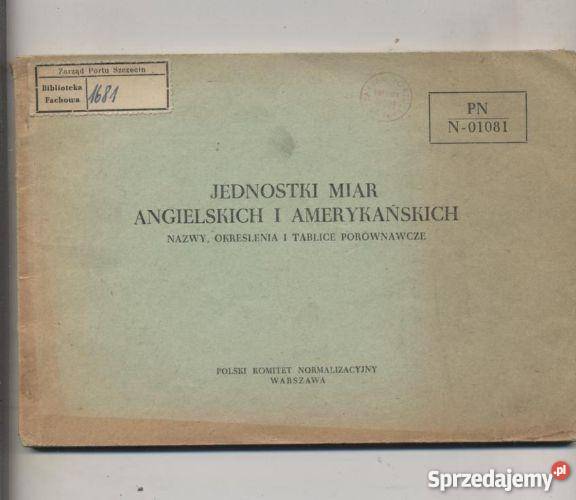 Zarząd Portu Szczecin
Biblioteka
Fachowa
1681
PN
N-01081
JEDNOSTKI MIAR
ANGIELSKICH I AMERYKAŃSKICH
NAZWY, OKREŚLENIA I TABLICE PORÓWNAWCZE
POLSKI KOMITET NORMALIZACYJNY
WARSZAWA
Sprzedajemy.pl